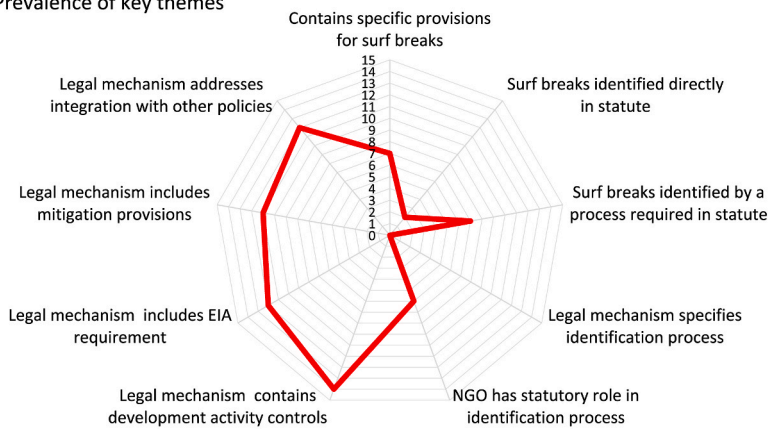 Prevalence of key themes
Contains specific provisions
for surf breaks
15
14
13
12
11
10
9
8
7
6
5
4
3
2
1
0
Surf breaks identified directly
in statute
Surf breaks identified by a
process required in statute
Legal mechanism specifies
identification process
NGO has statutory role in
identification process
Legal mechanism contains
development activity controls
Legal mechanism includes EIA
requirement
Legal mechanism includes
mitigation provisions
Legal mechanism addresses
integration with other policies